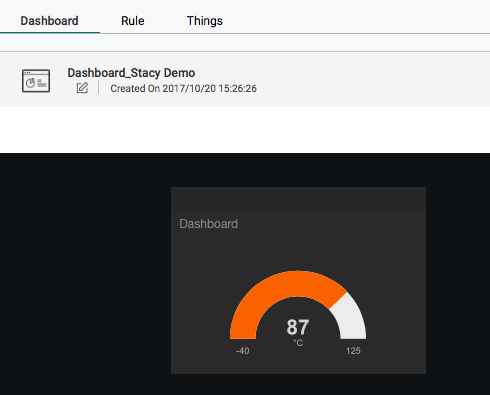 Dashboard Rule Things
Dashboard_Stacy Demo
Created On 2017/10/20 15:26:26
Dashboard
87
°C
-40 125